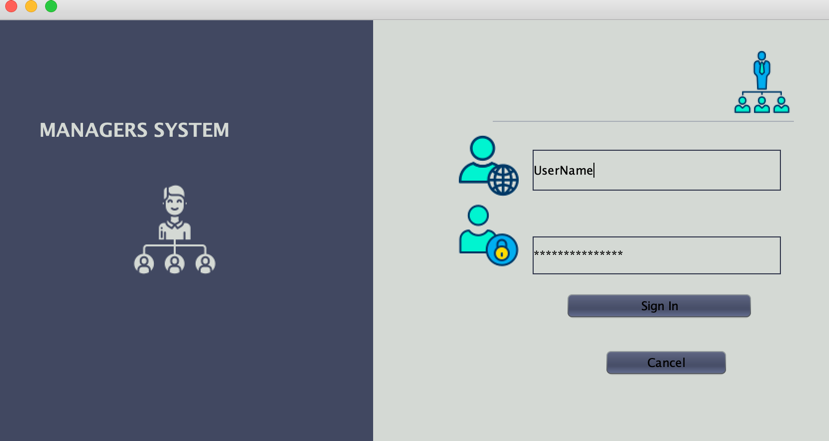 MANAGERS SYSTEM
UserName
***************
Sign In
Cancel